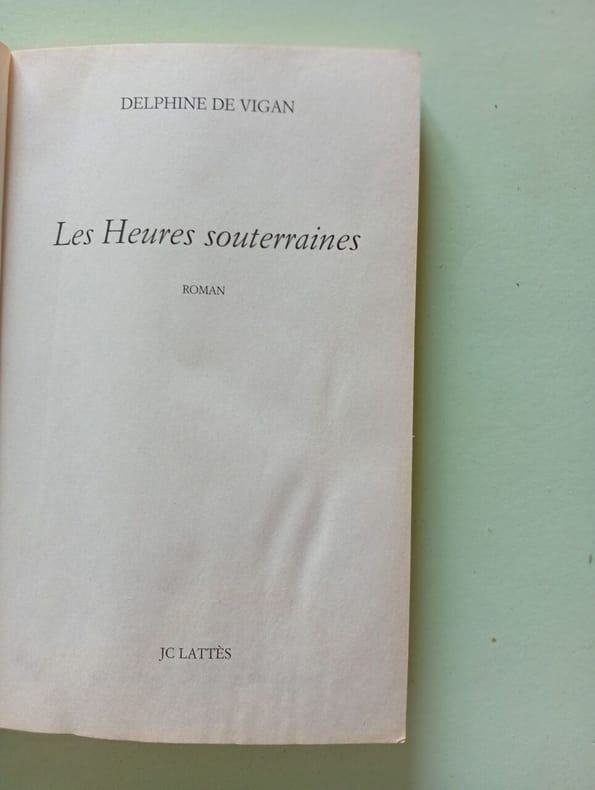 DELPHINE DE VIGAN
Les Heures souterraines
ROMAN
JC LATTÈS